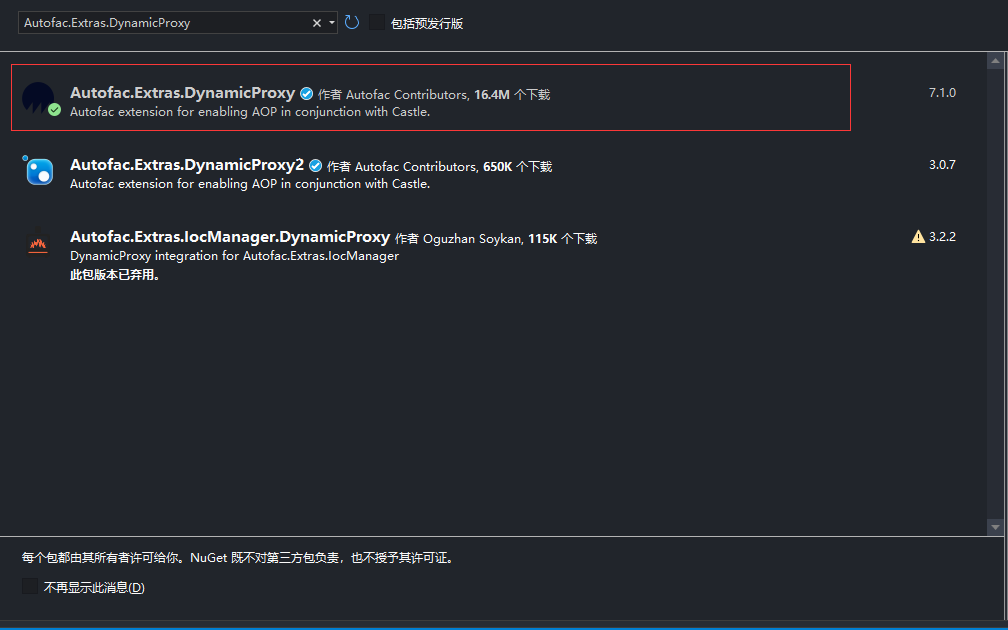 Autofac.Extras.DynamicProxy
包括预发行版
Autofac.Extras.DynamicProxy 作者 Autofac Contributors, 16.4M 个下载 7.1.0
Autofac extension for enabling AOP in conjunction with Castle.
Autofac.Extras.DynamicProxy2 作者 Autofac Contributors, 650K 个下载 3.0.7
Autofac extension for enabling AOP in conjunction with Castle.
Autofac.Extras.IocManager.DynamicProxy 作者 Oguzhan Soykan, 115K 个下载 3.2.2
DynamicProxy integration for Autofac.Extras.IocManager
此包版本已弃用。
每个包都由其所有者许可给你。NuGet 既不对第三方包负责，也不授予其许可证。
不再显示此消息(D)